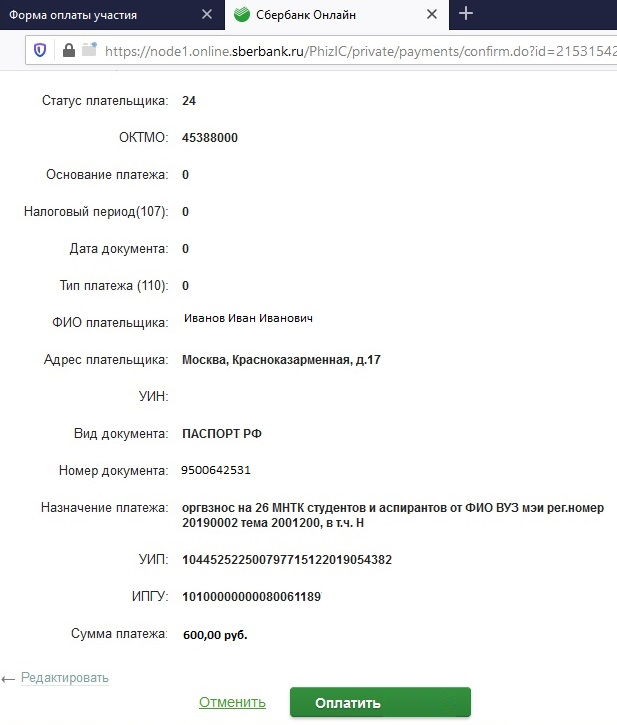 Форма оплаты участия
Сбербанк Онлайн
https://node1.online.sberbank.ru/PhizIC/private/payments/confirm.do?id=21531542
Статус плательщика: 24
ОКТМО: 45388000
Основание платежа: 0
Налоговый период(107): 0
Дата документа: 0
Тип платежа (110): 0
ФИО плательщика: Иванов Иван Иванович
Адрес плательщика: Москва, Красноказарменная, д.17
УИН:
Вид документа: ПАСПОРТ РФ
Номер документа: 9500642531
Назначение платежа: оргвзнос на 26 МНТК студентов и аспирантов от ФИО ВУЗ мэи рег.номер
20190002 тема 2001200, в т.ч. Н
УИП: 10445252250079771512201905​4382
ИПГУ: 10100000000080061189
Сумма платежа: 600,00 руб.
← Редактировать
Отменить
Оплатить